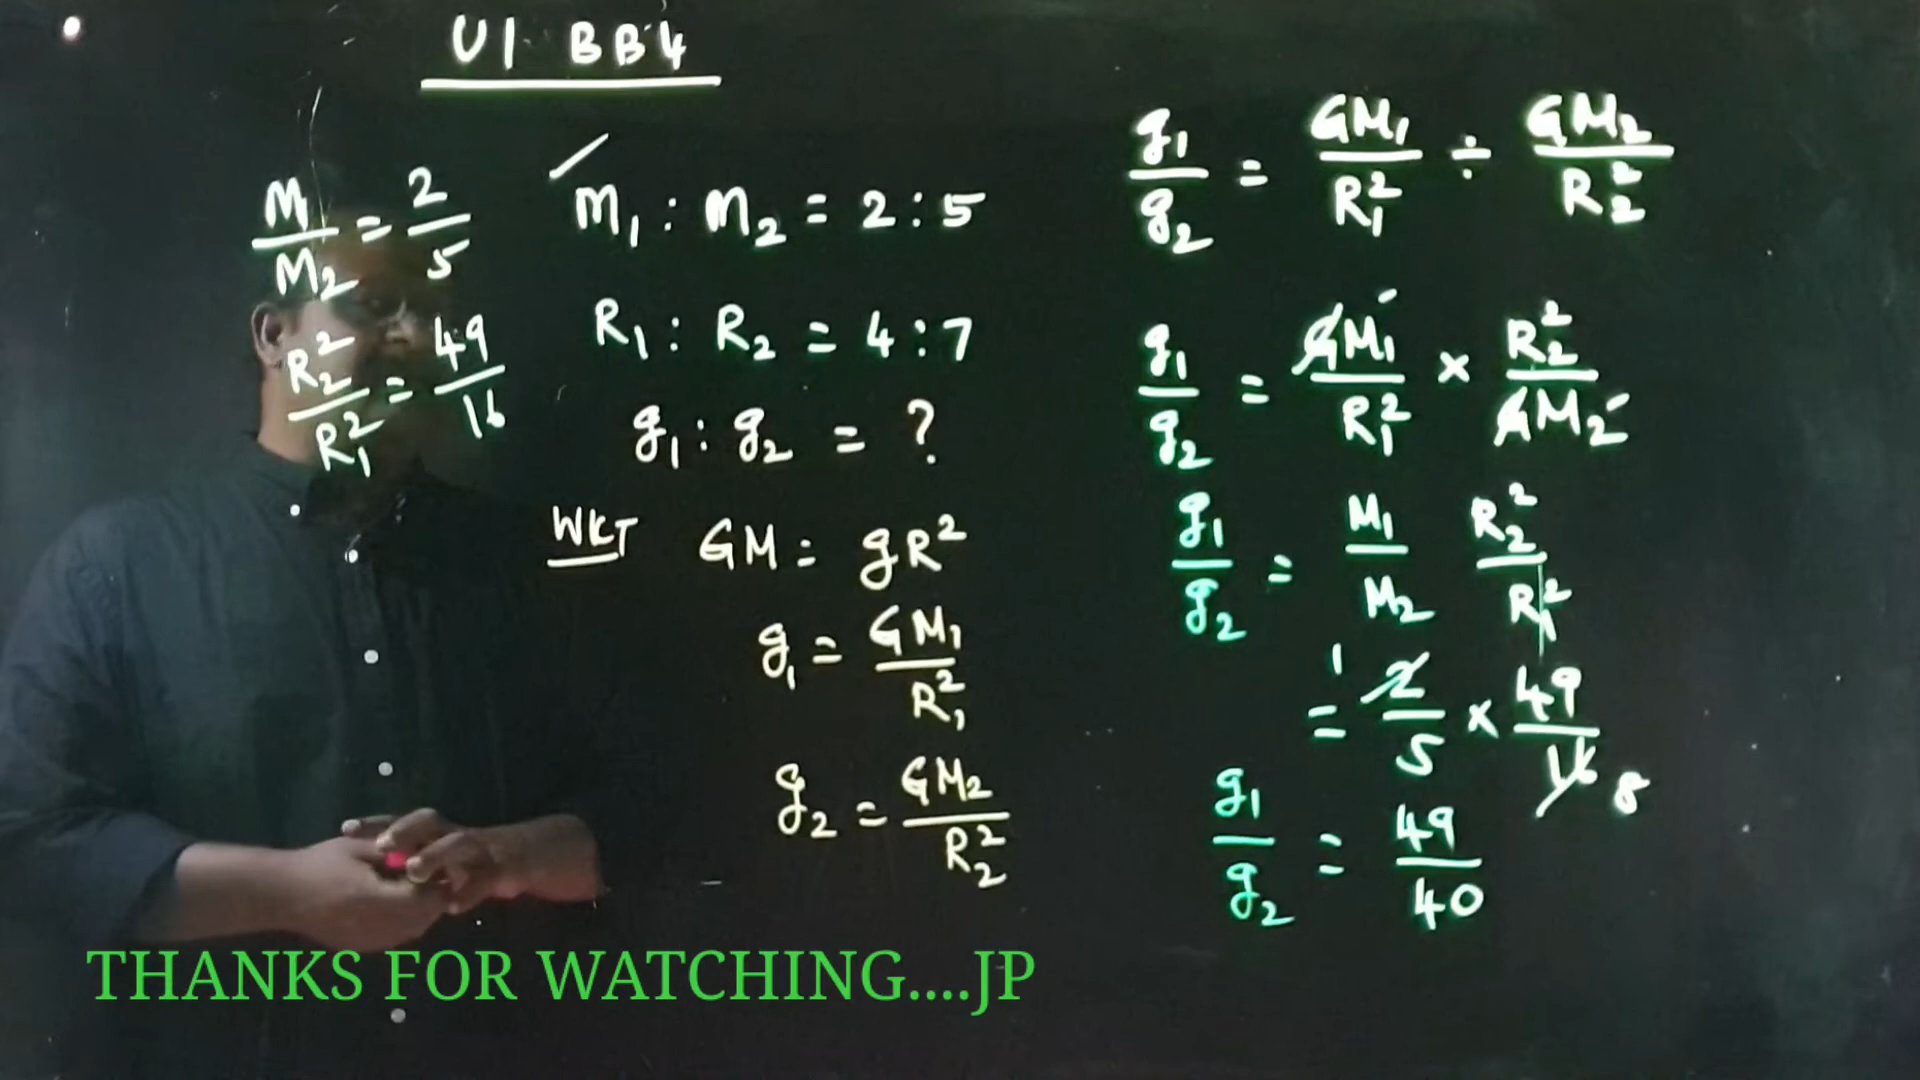 U1 BB4
M1/M2 = 2/5
R2²/R1² = 49/16
M1 : M2 = 2 : 5
R1 : R2 = 4 : 7
g1 : g2 = ?
WKT GM = gR²
g1 = GM1/R1²
g2 = GM2/R2²
g1/g2 = GM1/R1² ÷ GM2/R2²
g1/g2 = GM1/R1² × R2²/GM2
g1/g2 = M1/M2 R2²/R1²
= 2/5 × 49/16 1 8
g1/g2 = 49/40
THANKS FOR WATCHING....JP